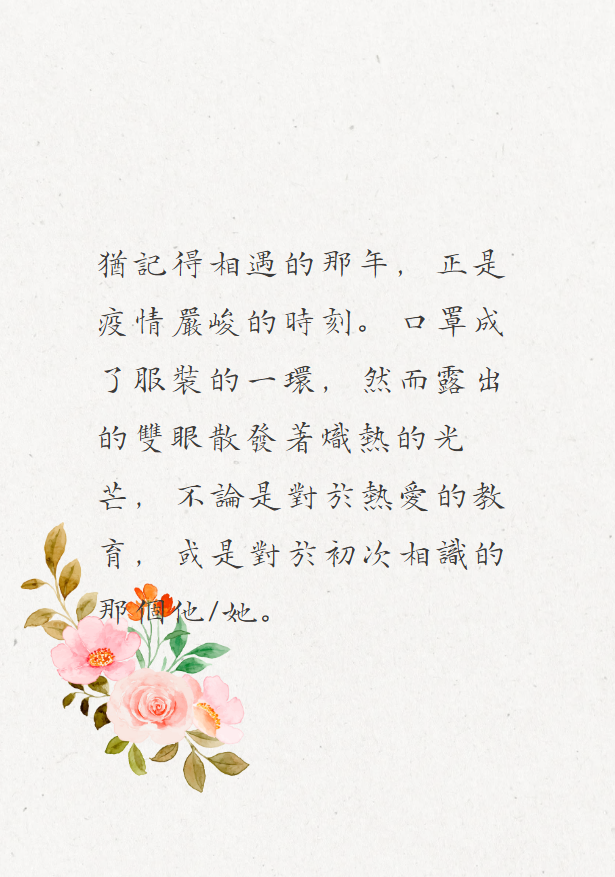 猶記得相遇的那年，正是
疫情嚴峻的時刻。口罩成
了服裝的一環，然而露出
的雙眼散發著熾熱的光
芒，不論是對於熱愛的教
育，或是對於初次相識的
那個他/她。